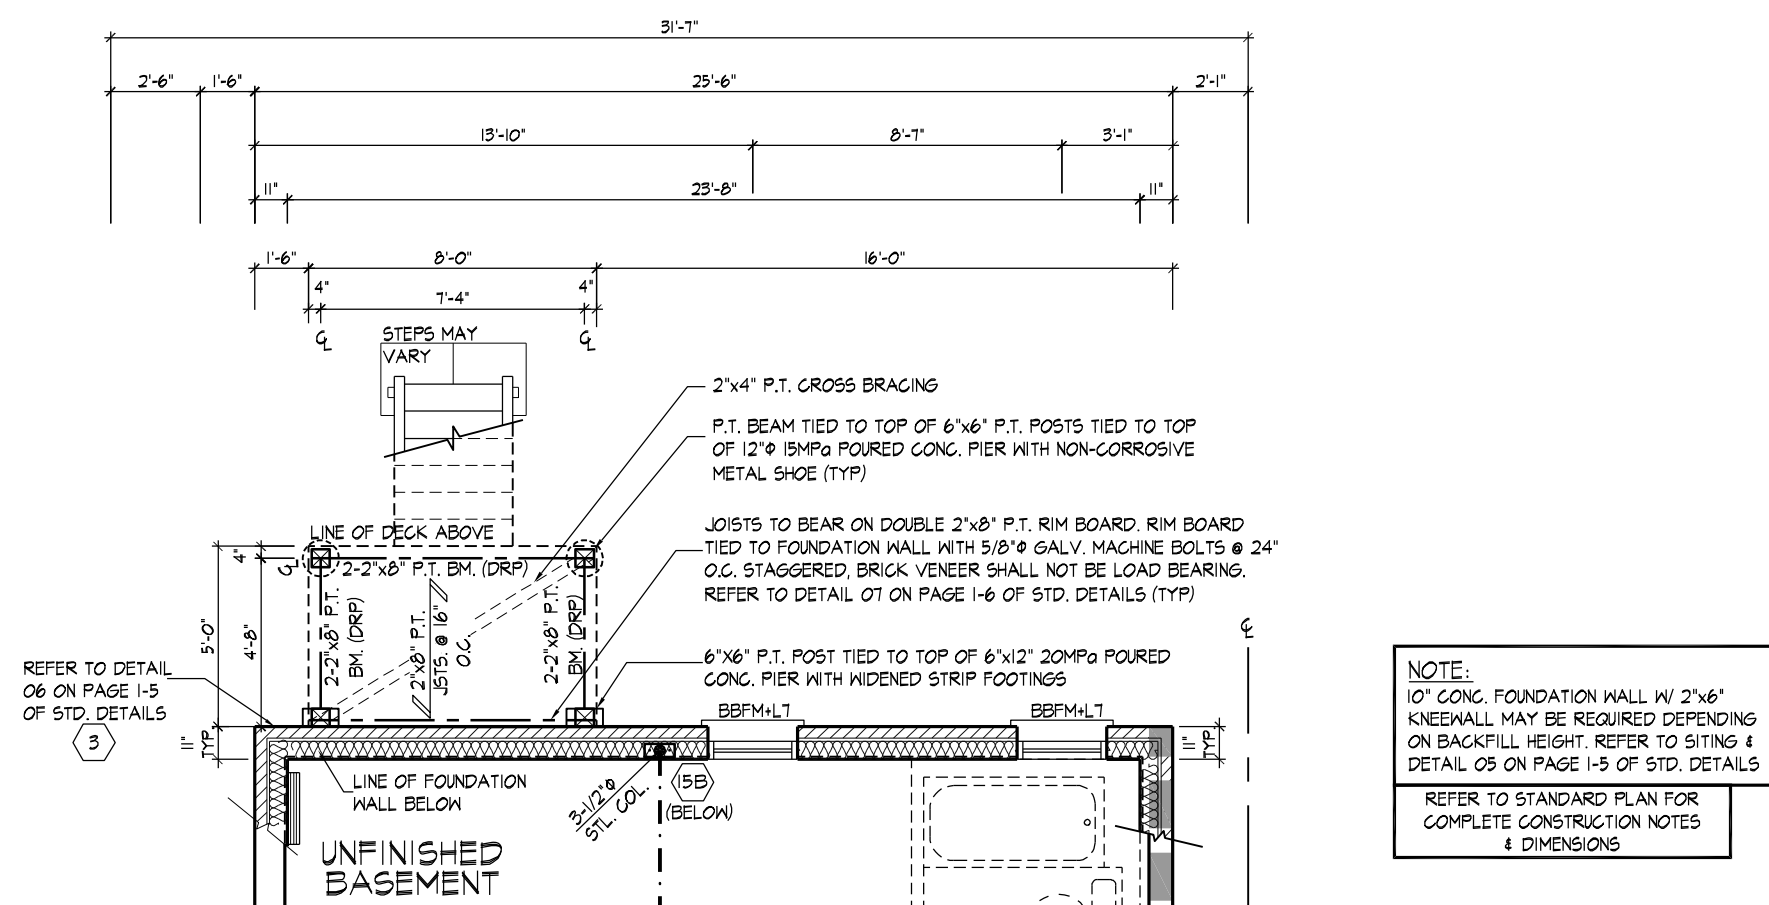 31'-7"
2'-6" 1'-6" 25'-6" 2'-1"
13'-10" 8'-7" 3'-1"
11" 23'-8" 11"
1'-6" 8'-0" 16'-0"
4" 7'-4" 4"
℄ ℄
STEPS MAY
VARY
2"x4" P.T. CROSS BRACING
P.T. BEAM TIED TO TOP OF 6"x6" P.T. POSTS TIED TO TOP
OF 12"Φ 15MPa POURED CONC. PIER WITH NON-CORROSIVE
METAL SHOE (TYP)
JOISTS TO BEAR ON DOUBLE 2"x8" P.T. RIM BOARD. RIM BOARD
TIED TO FOUNDATION WALL WITH 5/8"Φ GALV. MACHINE BOLTS @ 24"
O.C. STAGGERED, BRICK VENEER SHALL NOT BE LOAD BEARING.
REFER TO DETAIL 07 ON PAGE 1-6 OF STD. DETAILS (TYP)
LINE OF DECK ABOVE
4"
℄
2-2"x8" P.T. BM. (DRP)
5'-0"
4'-8"
2-2"x8" P.T.
BM. (DRP)
2"x8" P.T.
JSTS. @ 16"
O.C.
2-2"x8" P.T.
BM. (DRP)
6"X6" P.T. POST TIED TO TOP OF 6"x12" 20MPa POURED
CONC. PIER WITH WIDENED STRIP FOOTINGS
REFER TO DETAIL
06 ON PAGE 1-5
OF STD. DETAILS
3
11"
TYP
BBFM+L7
BBFM+L7
11"
TYP
℄
LINE OF FOUNDATION
WALL BELOW
3-1/2"Φ
STL. COL.
15B
(BELOW)
UNFINISHED
BASEMENT
NOTE:
10" CONC. FOUNDATION WALL W/ 2"x6"
KNEEWALL MAY BE REQUIRED DEPENDING
ON BACKFILL HEIGHT. REFER TO SITING &
DETAIL 05 ON PAGE 1-5 OF STD. DETAILS
REFER TO STANDARD PLAN FOR
COMPLETE CONSTRUCTION NOTES
& DIMENSIONS